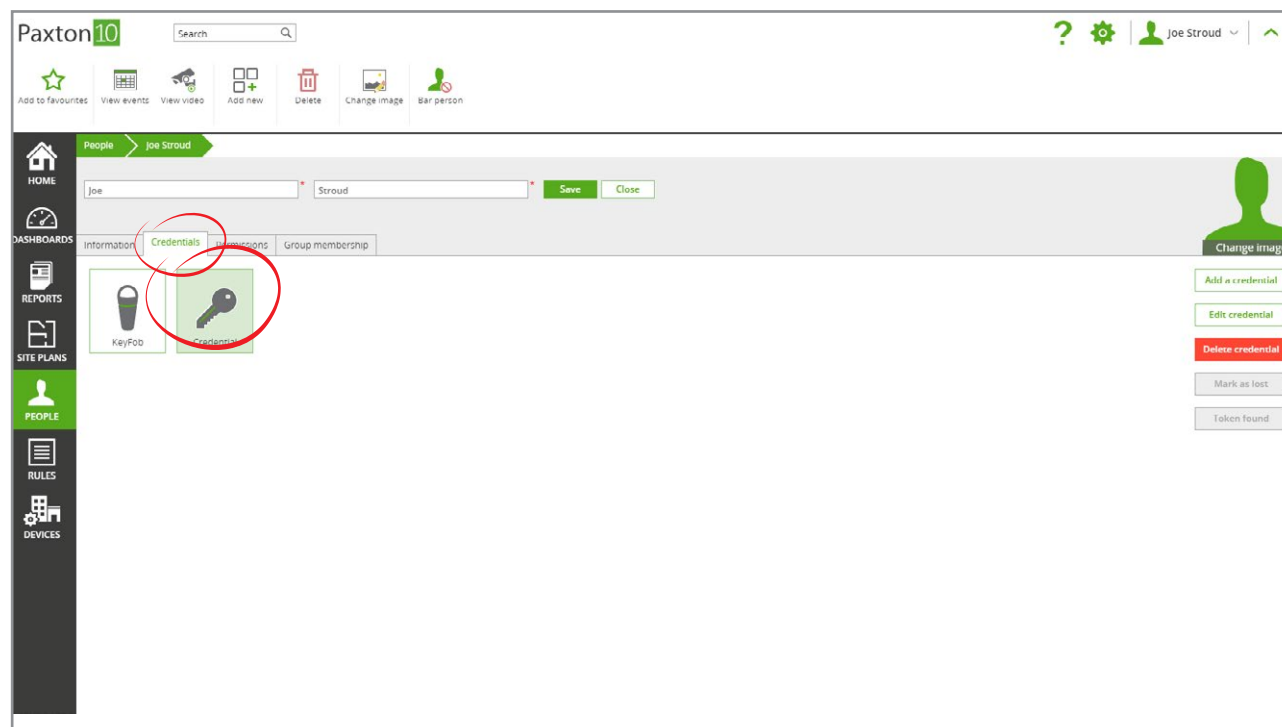 Paxton10
Search
Joe Stroud
Add to favourites
View events
View video
Add new
Delete
Change image
Bar person
HOME
DASHBOARDS
REPORTS
SITE PLANS
PEOPLE
RULES
DEVICES
People
Joe Stroud
Joe *
Stroud *
Save
Close
Information
Credentials
Permissions
Group membership
KeyFob
Credential
Change imag
Add a credential
Edit credential
Delete credential
Mark as lost
Token found